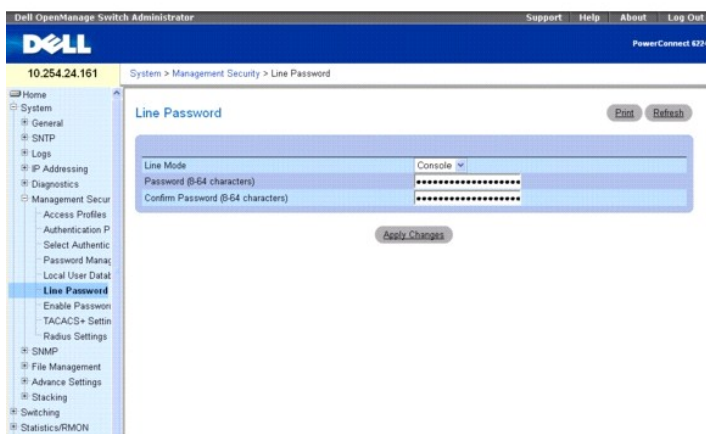 Dell OpenManage Switch Administrator
Support Help About Log Out
DELL
PowerConnect 6224
10.254.24.161
System > Management Security > Line Password
Home
System
General
SNTP
Logs
IP Addressing
Diagnostics
Management Secur
Access Profiles
Authentication P
Select Authentic
Password Manag
Local User Datab
Line Password
Enable Passwor
TACACS+ Settin
Radius Settings
SNMP
File Management
Advance Settings
Stacking
Switching
Statistics/RMON
Line Password
Print Refresh
Line Mode Console
Password (8-64 characters)
Confirm Password (8-64 characters)
Apply Changes